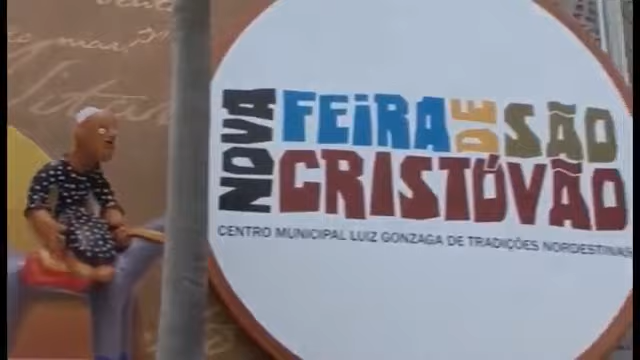 NOVA
FEiRA DE SÃO
CRISTÓVÃO
CENTRO MUNICIPAL LUIZ GONZAGA DE TRADIÇÕES NORDESTINAS